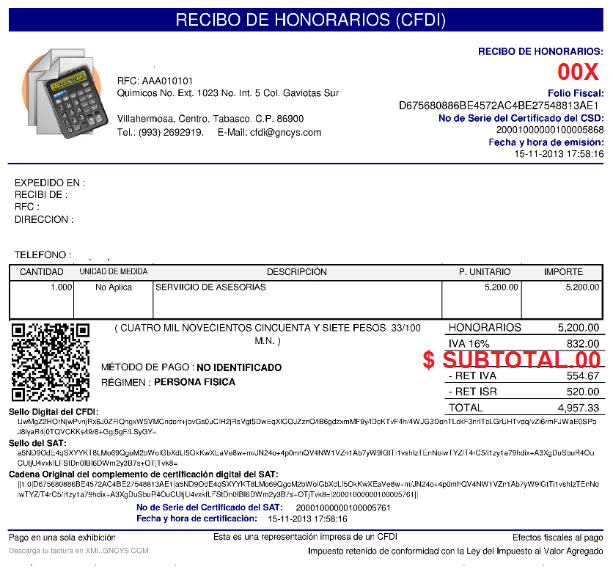 RECIBO DE HONORARIOS (CFDI)
RECIBO DE HONORARIOS:
00X
Folio Fiscal:
D675680886BE4572AC4BE27548813AE1
No de Serie del Certificado del CSD:
20001000000100005868
Fecha y hora de emisión:
15-11-2013 17:58:16
RFC: AAA010101
Quimicos No. Ext. 1023 No. Int. 5 Col. Gaviotas Sur
Villahermosa, Centro, Tabasco. C.P. 86900
Tel.: (993) 2692919. E-Mail: cfdi@gncys.com
EXPEDIDO EN :
RECIBI DE :
RFC :
DIRECCION :
TELEFONO :
CANTIDAD UNIDAD DE MEDIDA DESCRIPCIÓN P. UNITARIO IMPORTE
1.000 No Aplica SERVIICIO DE ASESORIAS 5,200.00 5,200.00
( CUATRO MIL NOVECIENTOS CINCUENTA Y SIETE PESOS 33/100
M.N. )
MÉTODO DE PAGO : NO IDENTIFICADO
RÉGIMEN : PERSONA FISICA
HONORARIOS 5,200.00
IVA 16% 832.00
$ SUBTOTAL.00
- RET IVA 554.67
- RET ISR 520.00
TOTAL 4,957.33
Sello Digital del CFDI:
Sello del SAT:
Cadena Original del complemento de certificación digital del SAT:
No de Serie del Certificado del SAT: 20001000000100005761
Fecha y hora de certificación: 15-11-2013 17:58:16
Pago en una sola exhibición Esta es una representación impresa de un CFDI Efectos fiscales al pago
Descarga tu factura en XML.GNCYS.COM Impuesto retenido de conformidad con la Ley del Impuesto al Valor Agregado